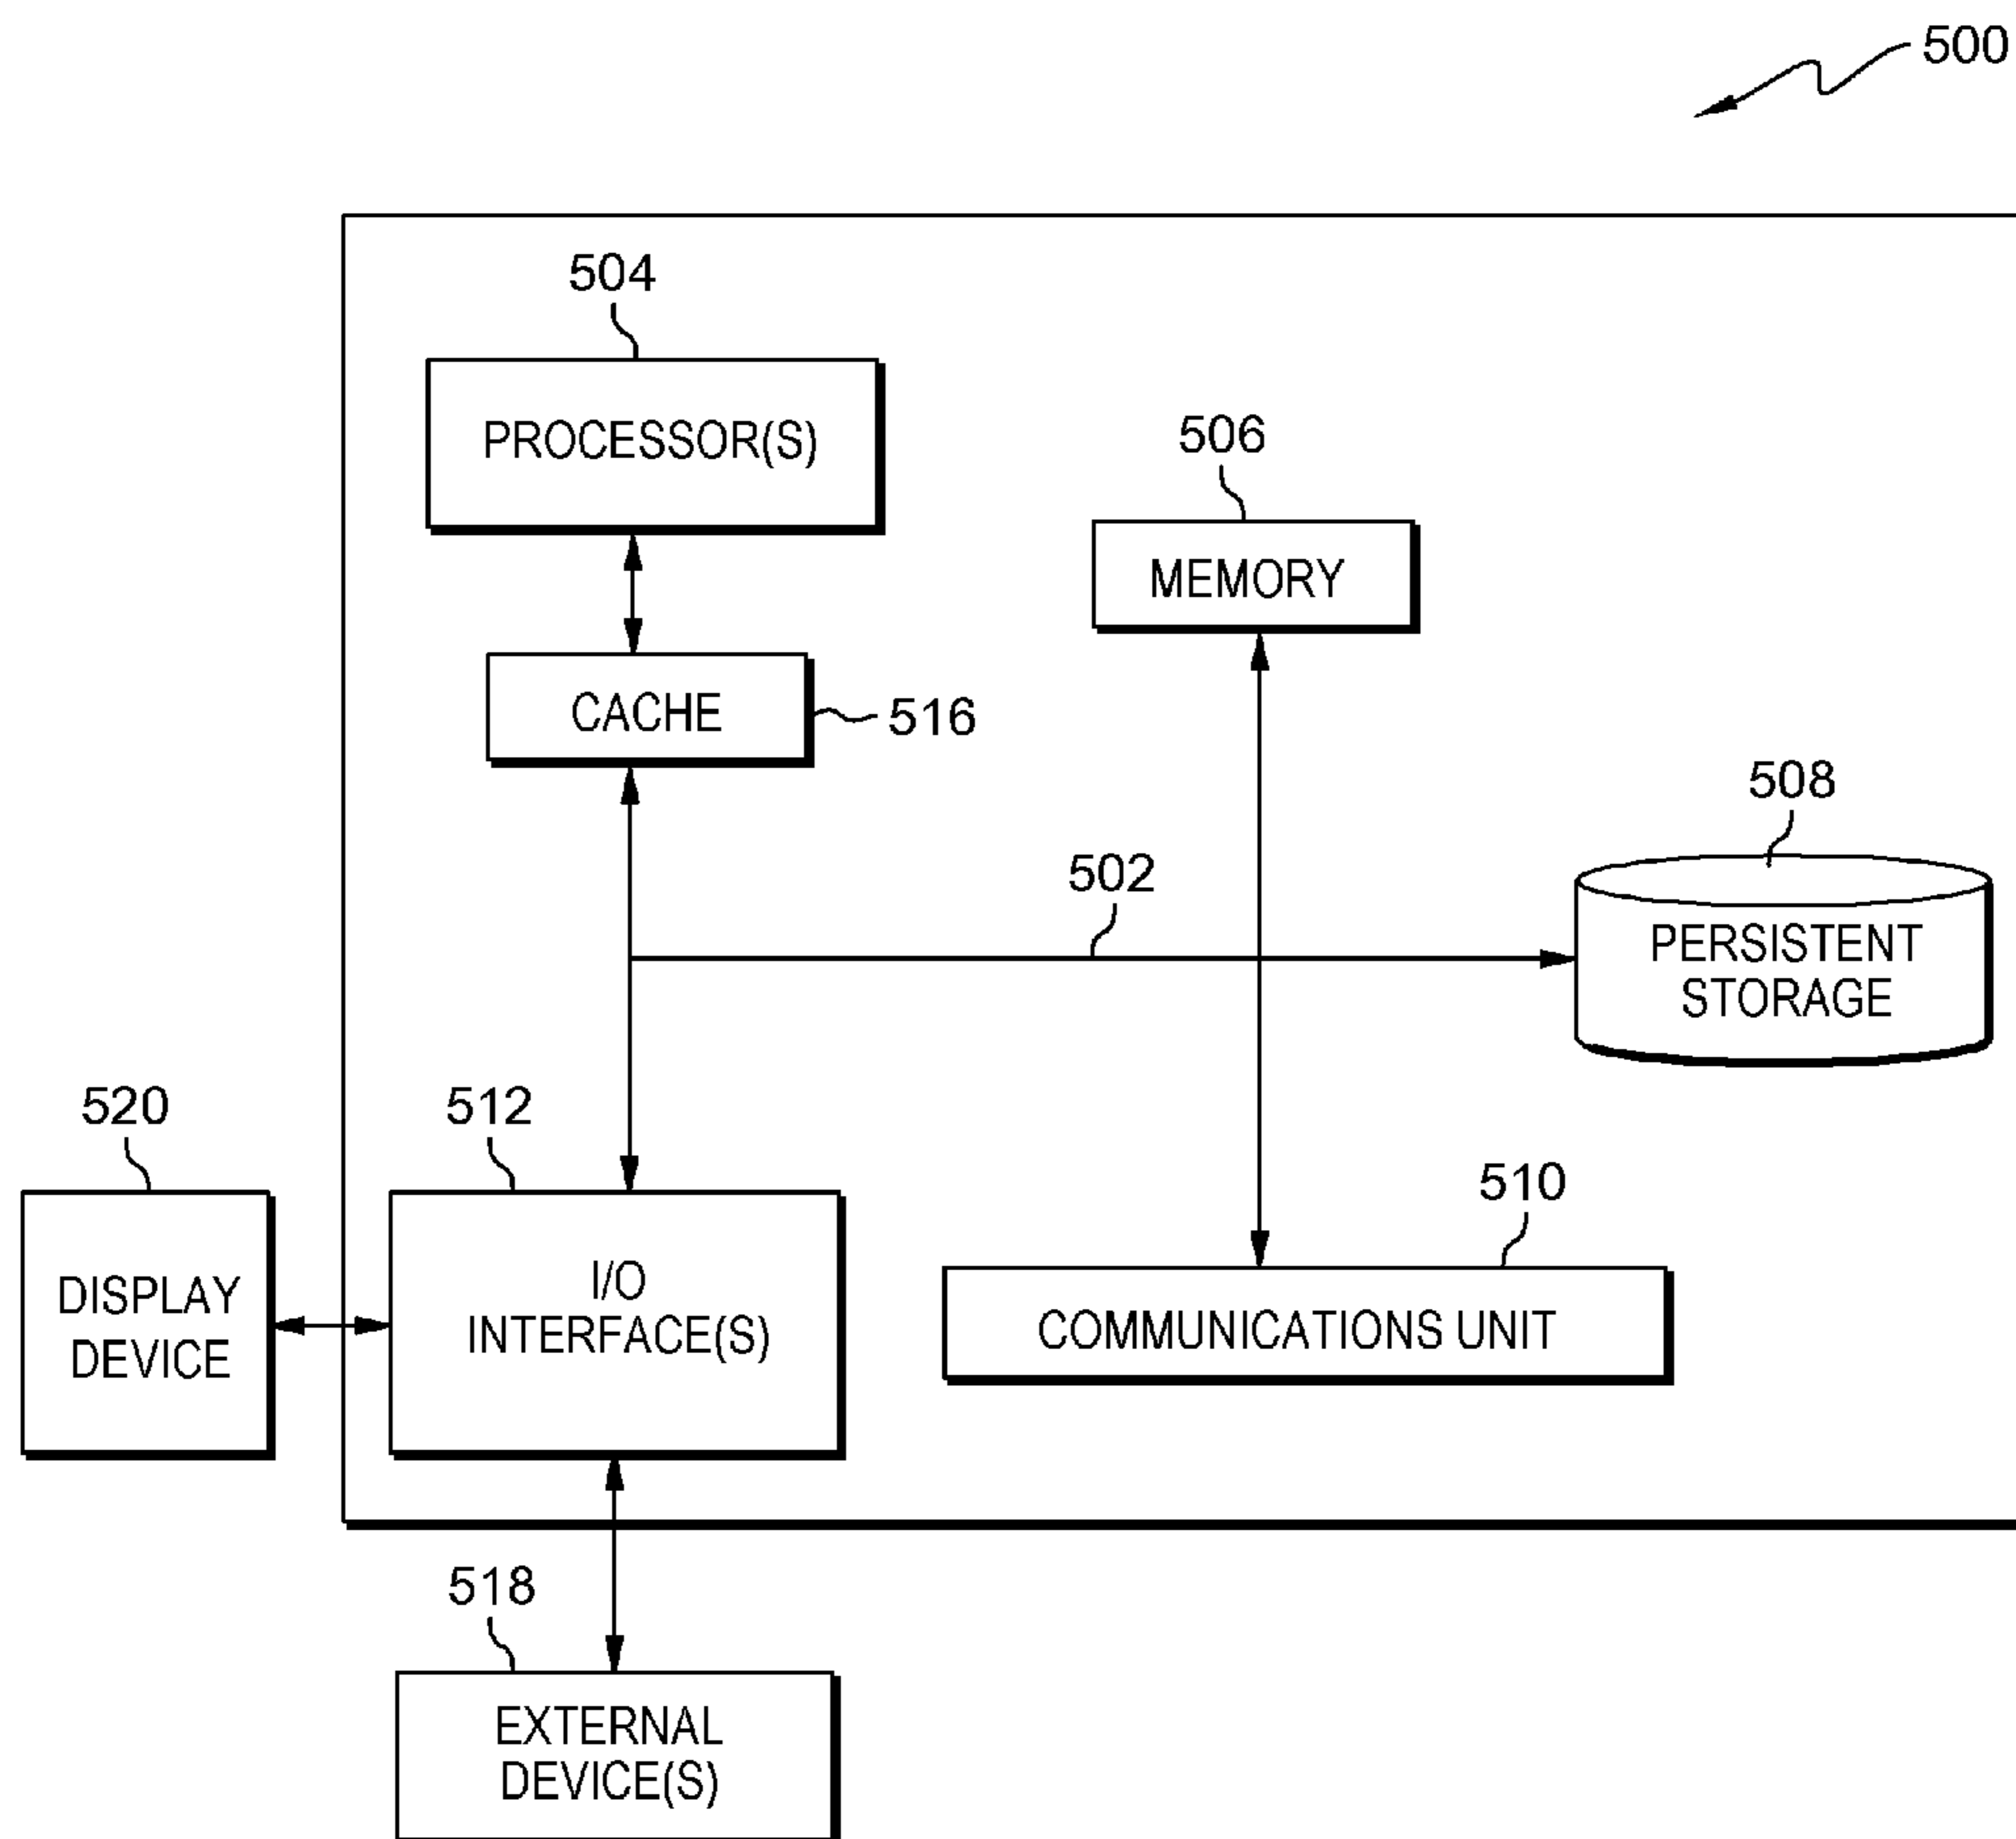 500
504
PROCESSOR(S)
506
MEMORY
CACHE
516
508
502
PERSISTENT
STORAGE
520
512
510
DISPLAY
DEVICE
I/O
INTERFACE(S)
COMMUNICATIONS UNIT
518
EXTERNAL
DEVICE(S)